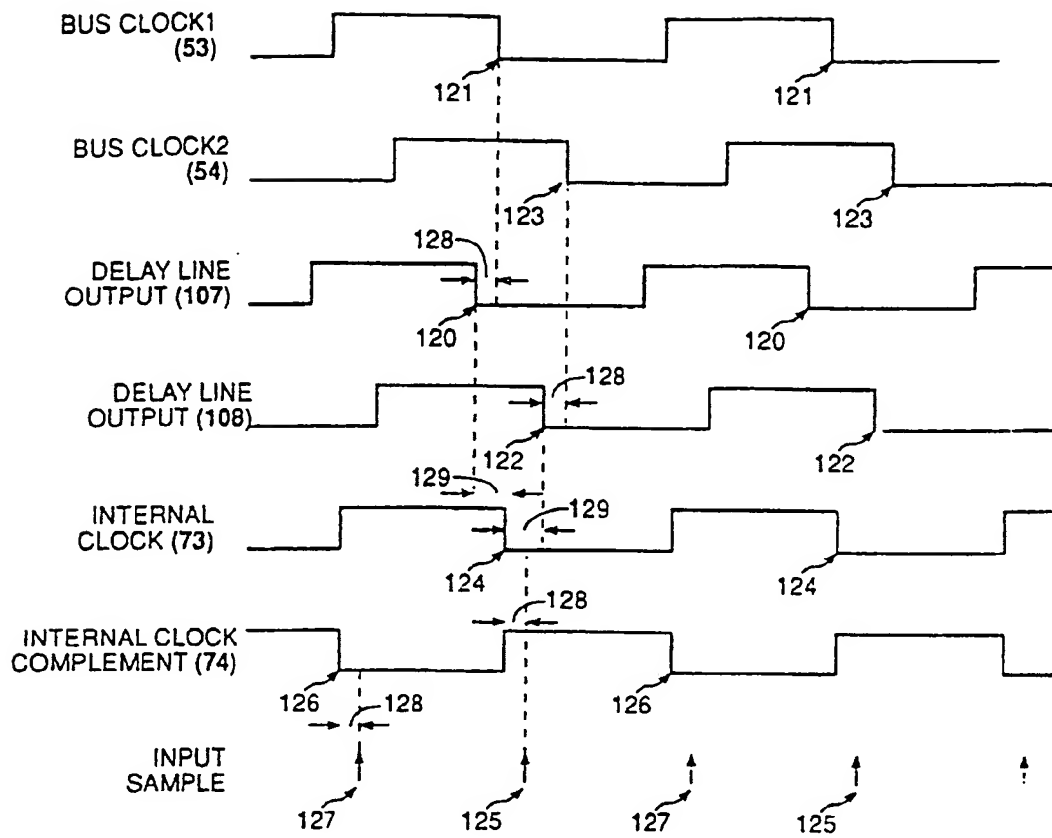 BUS CLOCK1
(53)
121
121
BUS CLOCK2
(54)
123
123
128
DELAY LINE
OUTPUT (107)
120
120
128
DELAY LINE
OUTPUT (108)
122
122
129
129
INTERNAL
CLOCK (73)
124
124
128
INTERNAL CLOCK
COMPLEMENT (74)
126
126
128
INPUT
SAMPLE
127
125
127
125